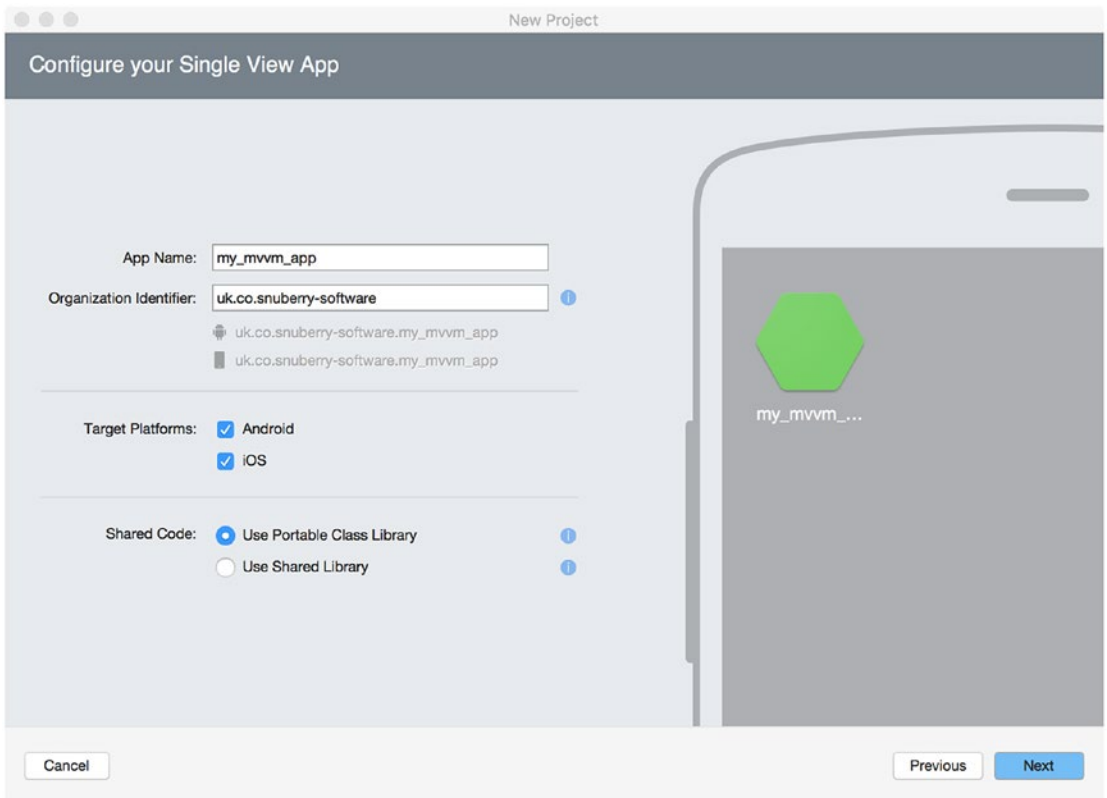 New Project
Configure your Single View App
App Name: my_mvvm_app
Organization Identifier: uk.co.snuberry-software
uk.co.snuberry-software.my_mvvm_app
uk.co.snuberry-software.my_mvvm_app
my_mvvm_...
Target Platforms: Android
iOS
Shared Code: Use Portable Class Library
Use Shared Library
Cancel Previous Next